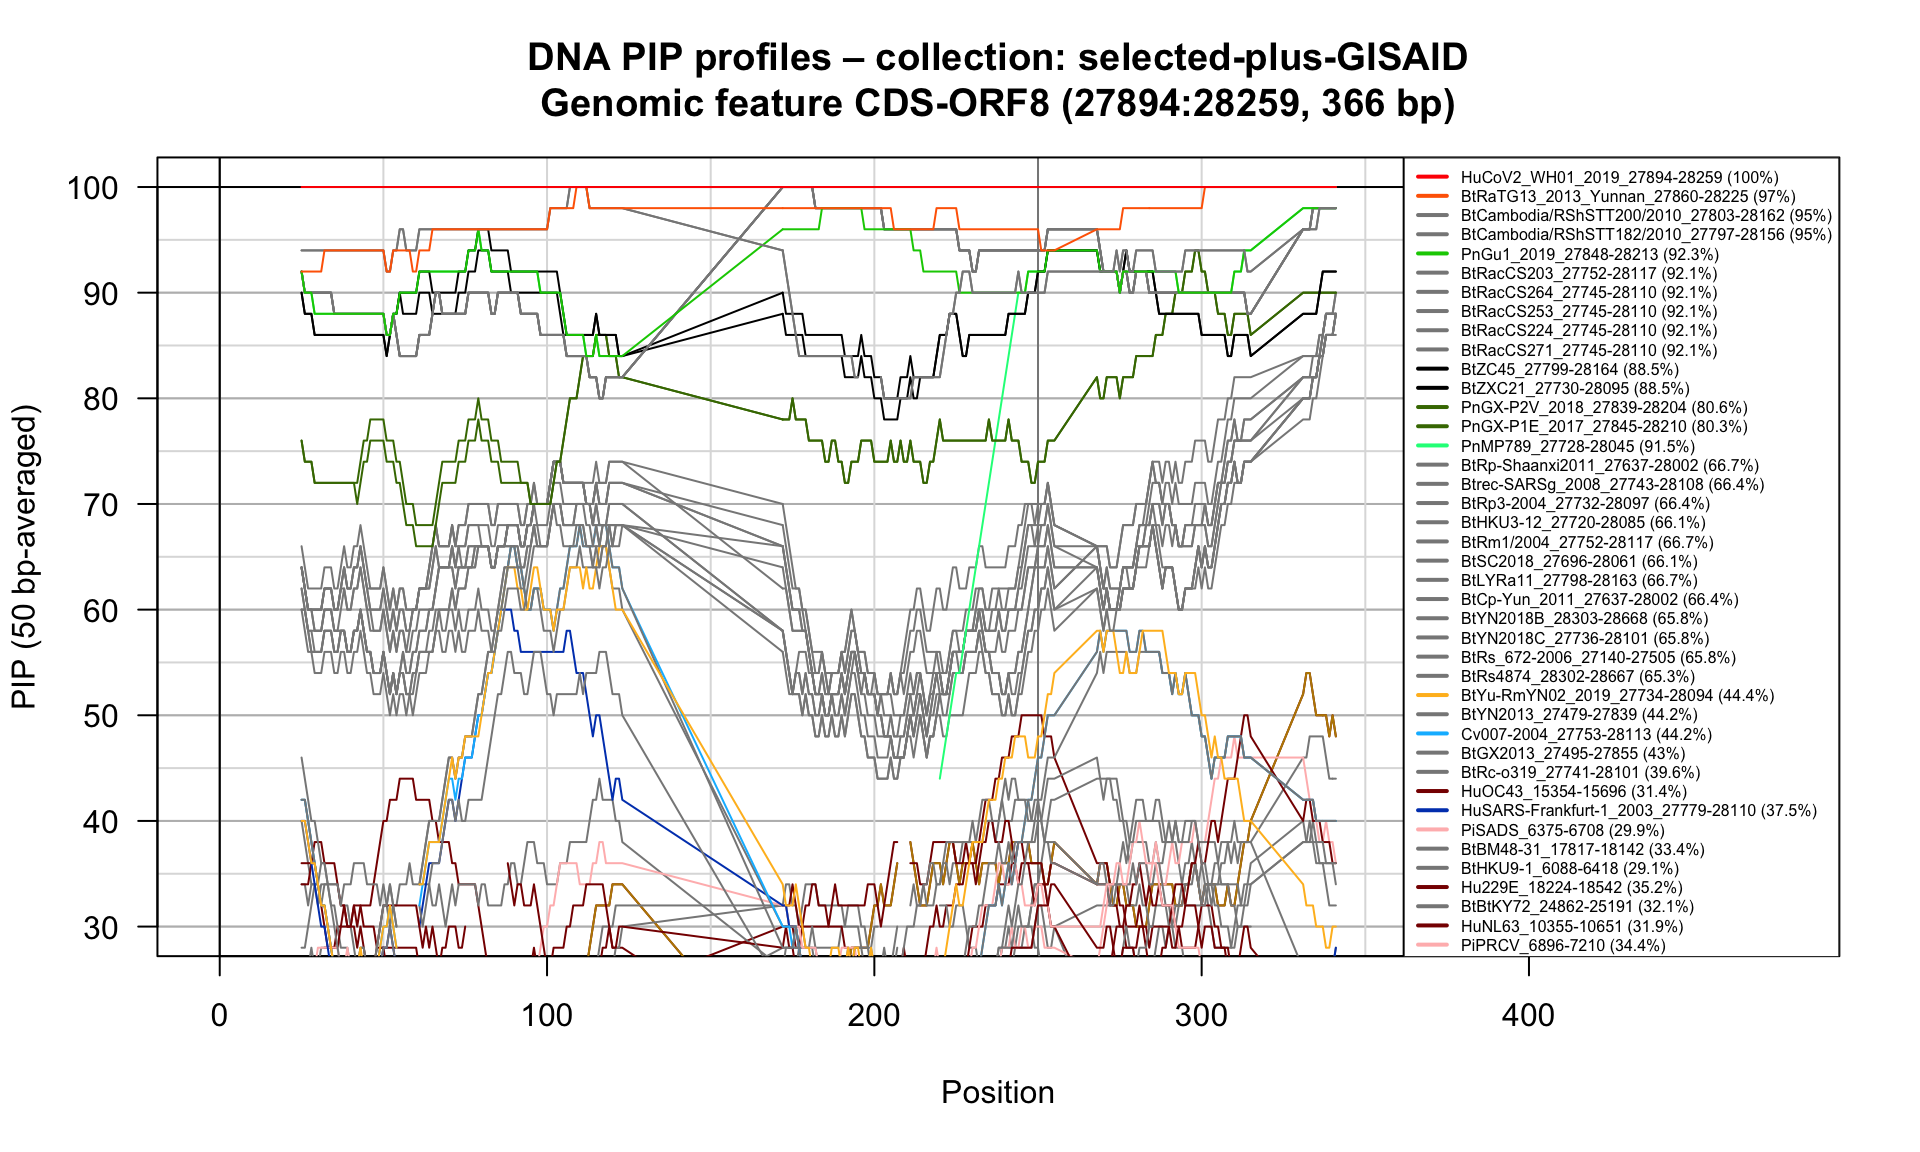 DNA PIP profiles – collection: selected-plus-GISAID
Genomic feature CDS-ORF8 (27894:28259, 366 bp)
PIP (50 bp-averaged)
100
90
80
70
60
50
40
30
0
100
200
300
400
Position
HuCoV2_WH01_2019_27894-28259 (100%)
BtRaTG13_2013_Yunnan_27860-28225 (97%)
BtCambodia/RShSTT200/2010_27803-28162 (95%)
BtCambodia/RShSTT182/2010_27797-28156 (95%)
PnGu1_2019_27848-28213 (92.3%)
BtRacCS203_27752-28117 (92.1%)
BtRacCS264_27745-28110 (92.1%)
BtRacCS253_27745-28110 (92.1%)
BtRacCS224_27745-28110 (92.1%)
BtRacCS271_27745-28110 (92.1%)
BtZC45_27799-28164 (88.5%)
BtZXC21_27730-28095 (88.5%)
PnGX-P2V_2018_27839-28204 (80.6%)
PnGX-P1E_2017_27845-28210 (80.3%)
PnMP789_27728-28045 (91.5%)
BtRp-Shaanxi2011_27637-28002 (66.7%)
Btrec-SARSg_2008_27743-28108 (66.4%)
BtRp3-2004_27732-28097 (66.4%)
BtHKU3-12_27720-28085 (66.1%)
BtRm1/2004_27752-28117 (66.7%)
BtSC2018_27696-28061 (66.1%)
BtLYRa11_27798-28163 (66.7%)
BtCp-Yun_2011_27637-28002 (66.4%)
BtYN2018B_28303-28668 (65.8%)
BtYN2018C_27736-28101 (65.8%)
BtRs_672-2006_27140-27505 (65.8%)
BtRs4874_28302-28667 (65.3%)
BtYu-RmYN02_2019_27734-28094 (44.4%)
BtYN2013_27479-27839 (44.2%)
Cv007-2004_27753-28113 (44.2%)
BtGX2013_27495-27855 (43%)
BtRc-o319_27741-28101 (39.6%)
HuOC43_15354-15696 (31.4%)
HuSARS-Frankfurt-1_2003_27779-28110 (37.5%)
PiSADS_6375-6708 (29.9%)
BtBM48-31_17817-18142 (33.4%)
BtHKU9-1_6088-6418 (29.1%)
Hu229E_18224-18542 (35.2%)
BtBtKY72_24862-25191 (32.1%)
HuNL63_10355-10651 (31.9%)
PiPRCV_6896-7210 (34.4%)